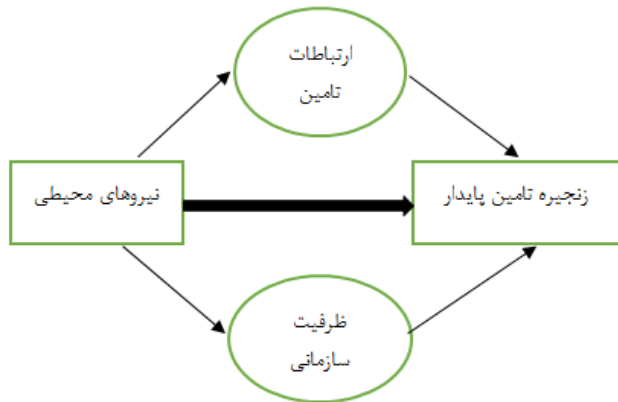 ارتباطات
تامین
نیروهای محیطی
زنجیره تامین پایدار
ظرفیت
سازمانی